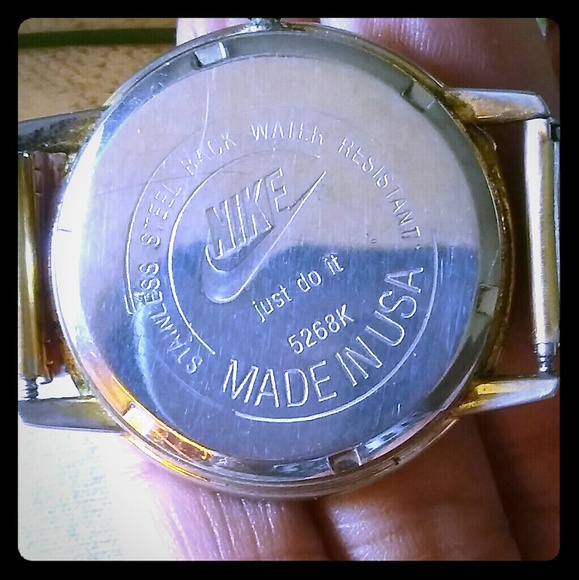 STAINLESS STEEL BACK WATER RESISTANT
NIKE
just do it
5268K
MADE IN USA